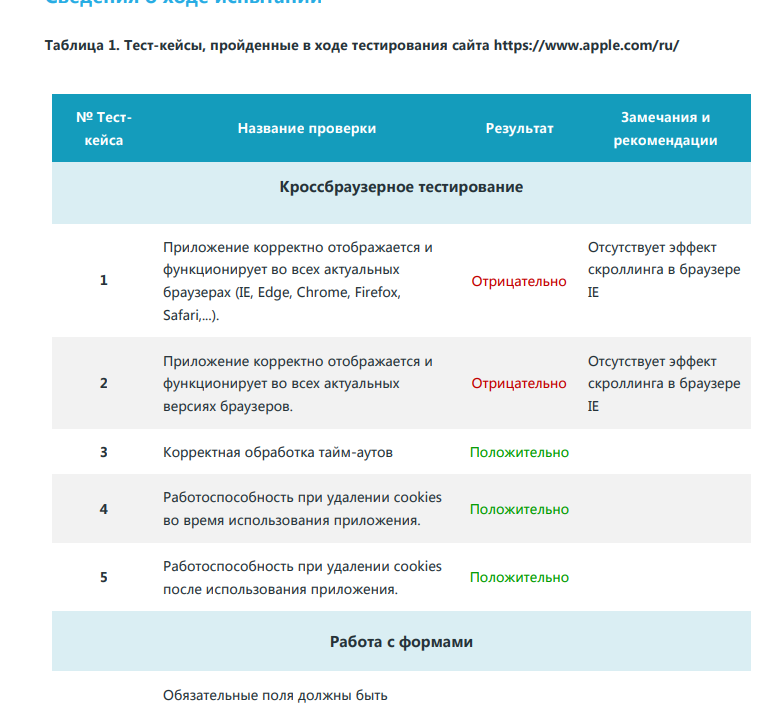 Сведения о ходе испытаний
Таблица 1. Тест-кейсы, пройденные в ходе тестирования сайта https://www.apple.com/ru/
№ Тест-
кейса
Название проверки
Результат
Замечания и
рекомендации
Кроссбраузерное тестирование
1
Приложение корректно отображается и
функционирует во всех актуальных
браузерах (IE, Edge, Chrome, Firefox,
Safari,...).
Отрицательно
Отсутствует эффект
скроллинга в браузере
IE
2
Приложение корректно отображается и
функционирует во всех актуальных
версиях браузеров.
Отрицательно
Отсутствует эффект
скроллинга в браузере
IE
3
Корректная обработка тайм-аутов
Положительно
4
Работоспособность при удалении cookies
во время использования приложения.
Положительно
5
Работоспособность при удалении cookies
после использования приложения.
Положительно
Работа с формами
Обязательные поля должны быть